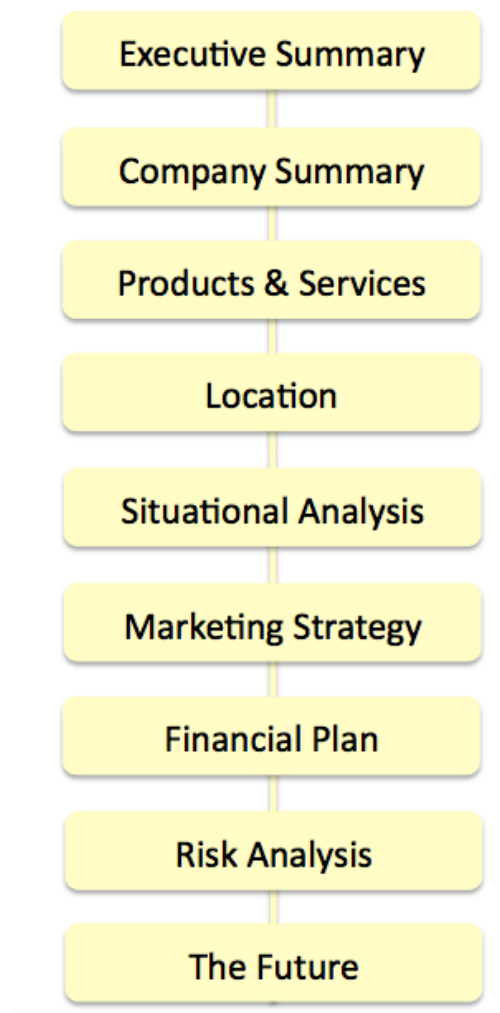 Executive Summary
Company Summary
Products & Services
Location
Situational Analysis
Marketing Strategy
Financial Plan
Risk Analysis
The Future